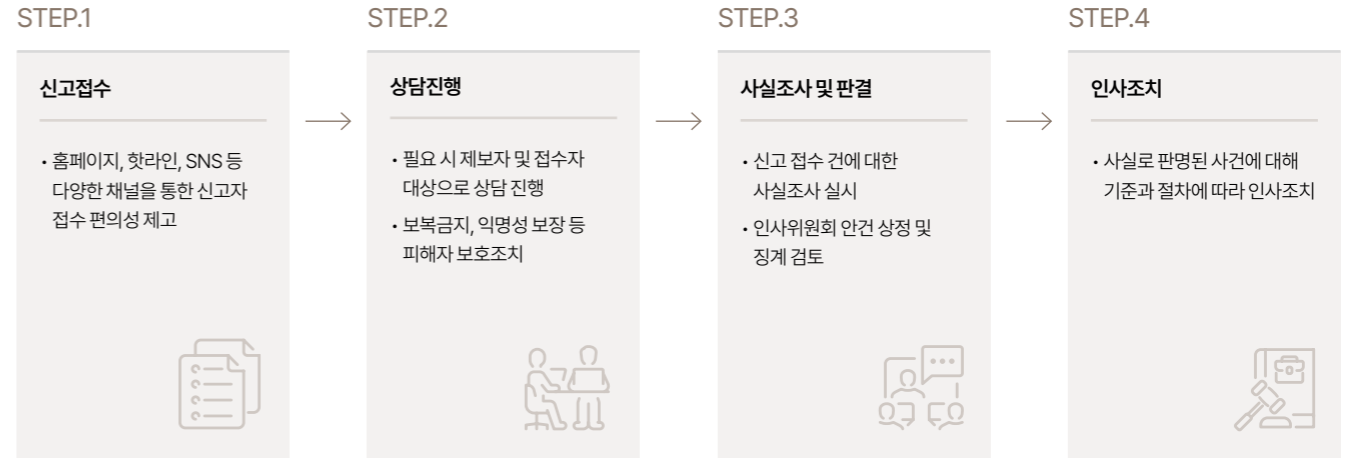 STEP.1
신고접수
• 홈페이지, 핫라인, SNS 등
다양한 채널을 통한 신고자
접수 편의성 제고
STEP.2
상담진행
• 필요 시 제보자 및 접수자
대상으로 상담 진행
• 보복금지, 익명성 보장 등
피해자 보호조치
STEP.3
사실조사 및 판결
• 신고 접수 건에 대한
사실조사 실시
• 인사위원회 안건 상정 및
징계 검토
STEP.4
인사조치
• 사실로 판명된 사건에 대해
기준과 절차에 따라 인사조치